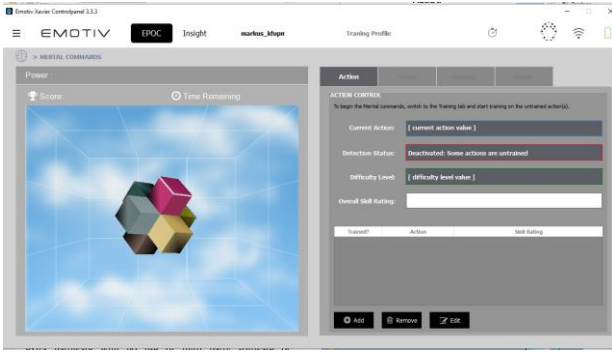 Emotiv Xavier Controlpanel 3.3.3
EMOTIV
EPOC
Insight
markus_kfupm
Traning Profile
> MENTAL COMMANDS
Power :
Score:
Time Remaining:
Action
ACTION CONTROL
To begin the Mental commands, switch to the Training tab and start training on the untrained action(s).
Current Action: [ current action value ]
Detection Status: Deactivated: Some actions are untrained
Difficulty Level: [ difficulty level value ]
Overall Skill Rating:
Trained? Action Skill Rating
Add Remove Edit